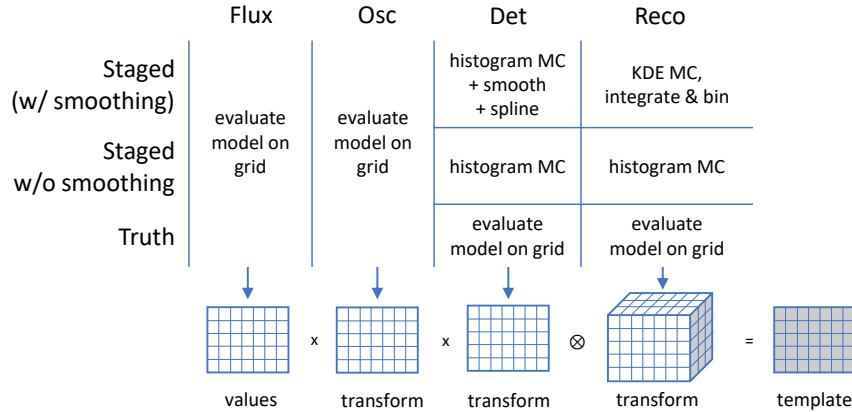 Flux Osc Det Reco
Staged
(w/ smoothing)
histogram MC
+ smooth
+ spline
KDE MC,
integrate & bin
evaluate
model on
grid
evaluate
model on
grid
Staged
w/o smoothing
histogram MC
histogram MC
Truth
evaluate
model on grid
evaluate
model on grid
x x ⊗ =
values transform transform transform template